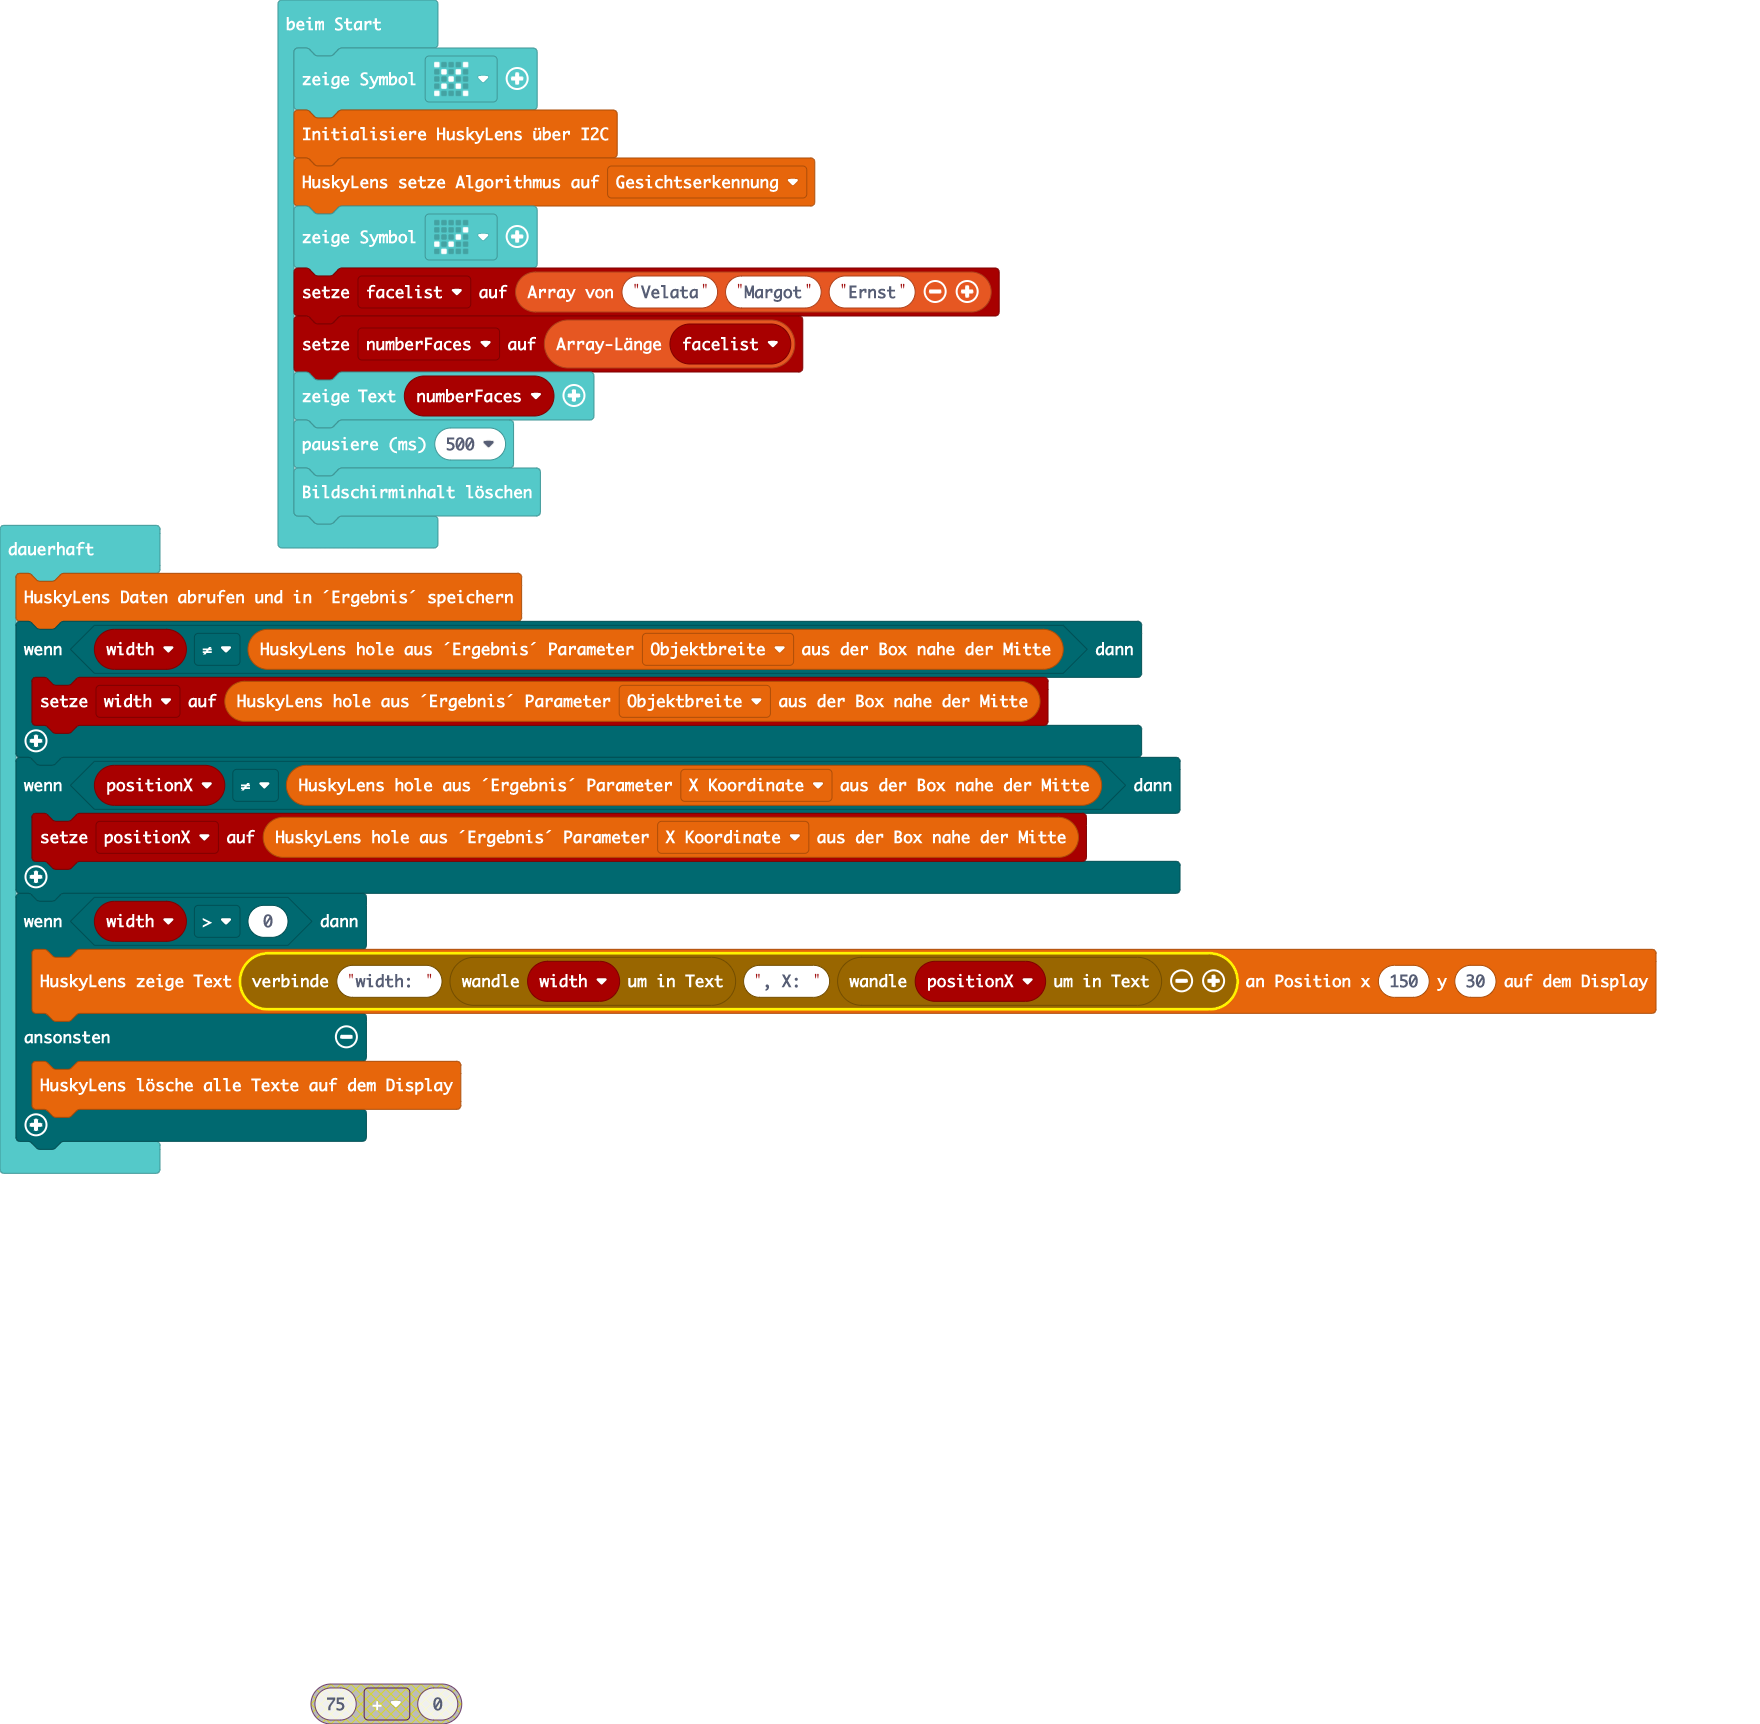 beim Start
zeige Symbol
Initialisiere HuskyLens über I2C
HuskyLens setze Algorithmus auf Gesichtserkennung
zeige Symbol
setze facelist auf Array von "Velata" "Margot" "Ernst"
setze numberFaces auf Array-Länge facelist
zeige Text numberFaces
pausiere (ms) 500
Bildschirminhalt löschen
dauerhaft
HuskyLens Daten abrufen und in ´Ergebnis´ speichern
wenn width ≠ HuskyLens hole aus ´Ergebnis´ Parameter Objektbreite aus der Box nahe der Mitte dann
setze width auf HuskyLens hole aus ´Ergebnis´ Parameter Objektbreite aus der Box nahe der Mitte
wenn positionX ≠ HuskyLens hole aus ´Ergebnis´ Parameter X Koordinate aus der Box nahe der Mitte dann
setze positionX auf HuskyLens hole aus ´Ergebnis´ Parameter X Koordinate aus der Box nahe der Mitte
wenn width > 0 dann
HuskyLens zeige Text verbinde "width: " wandle width um in Text ", X: " wandle positionX um in Text an Position x 150 y 30 auf dem Display
ansonsten
HuskyLens lösche alle Texte auf dem Display
75 + 0